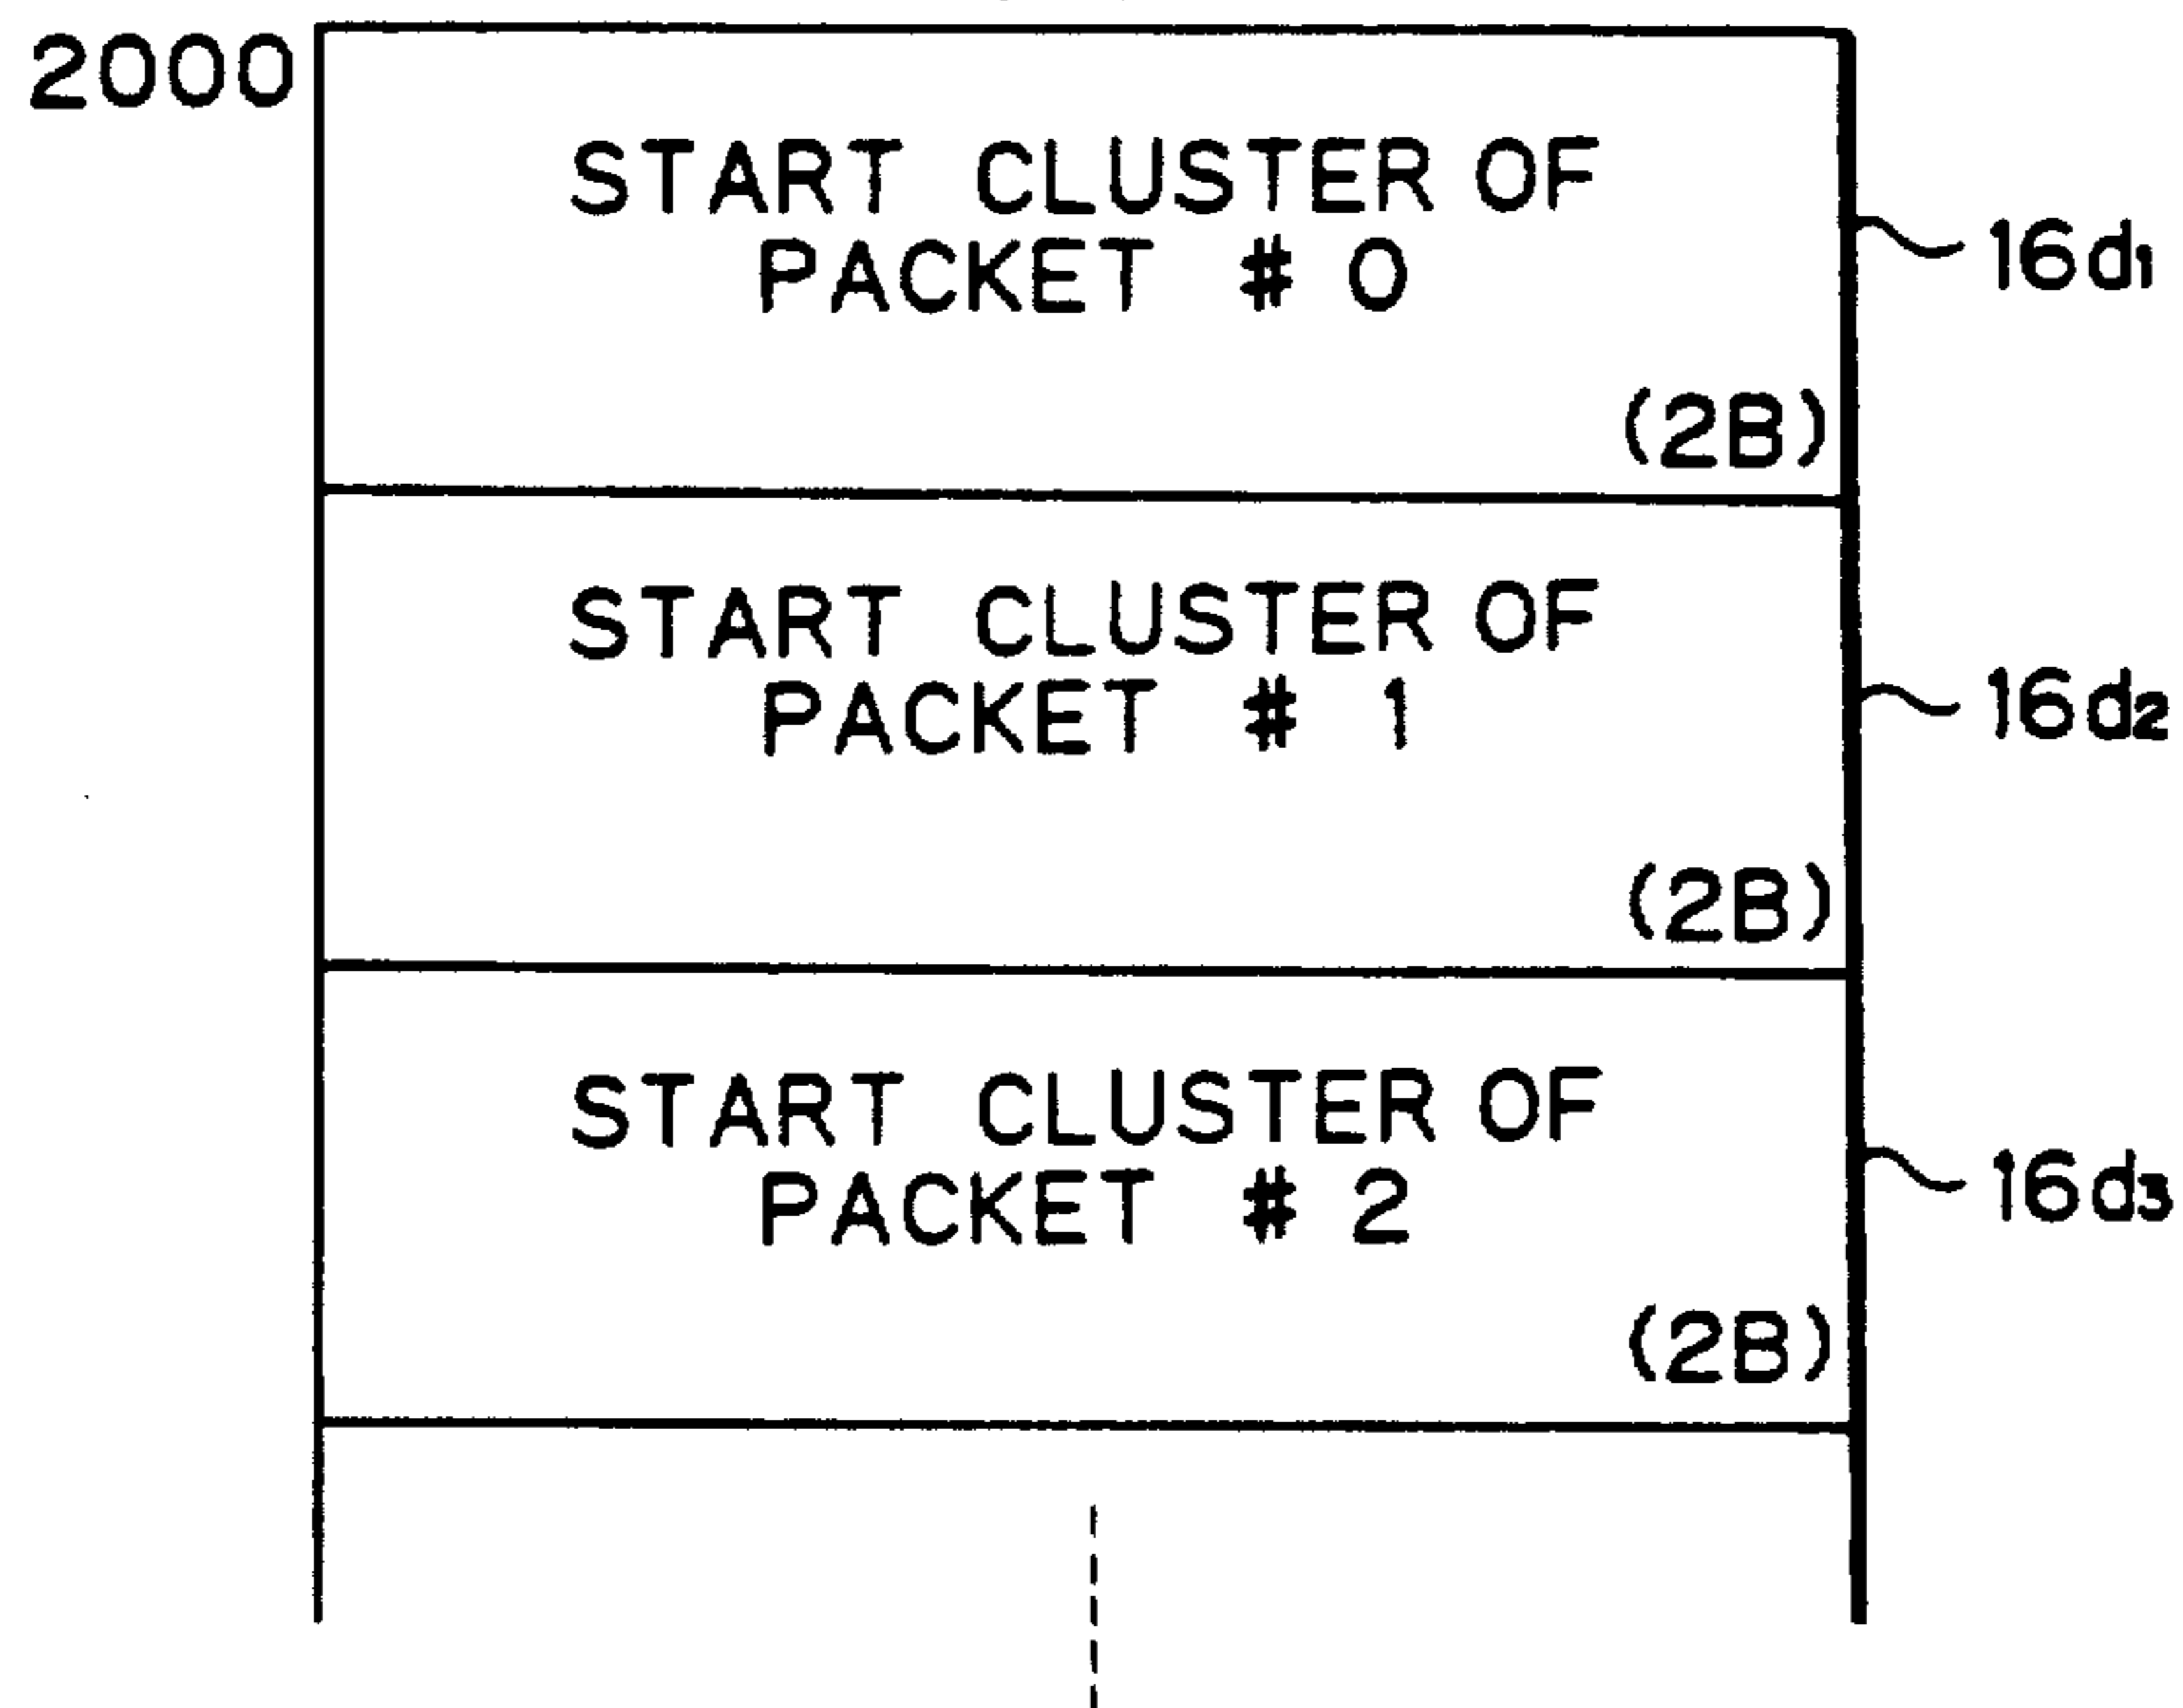 2000
START CLUSTER OF
PACKET # 0
(2B)
16d1
START CLUSTER OF
PACKET # 1
(2B)
16d2
START CLUSTER OF
PACKET # 2
(2B)
16d3